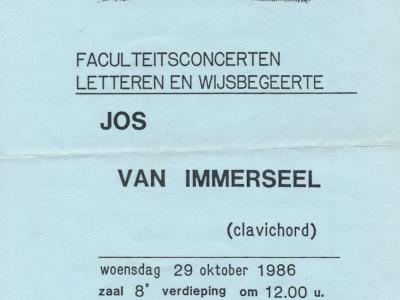 FACULTEITSCONCERTEN
LETTEREN EN WIJSBEGEERTE
JOS
VAN IMMERSEEL
(clavichord)
woensdag 29 oktober 1986
zaal 8° verdieping om 12.00 u.